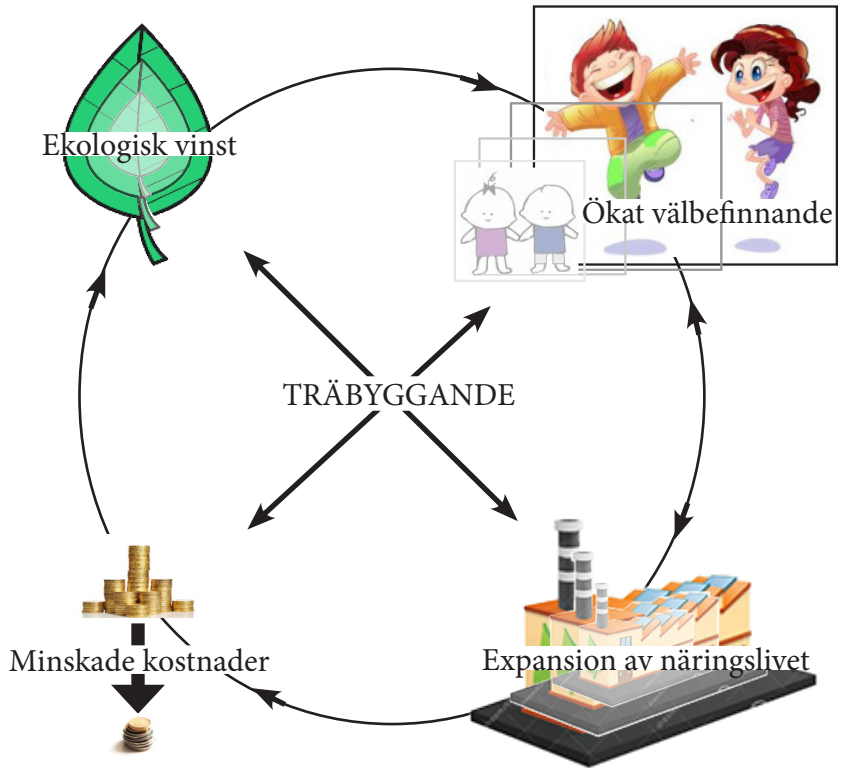 Ekologisk vinst
Ökat välbefinnande
TRÄBYGGANDE
Minskade kostnader
Expansion av näringslivet